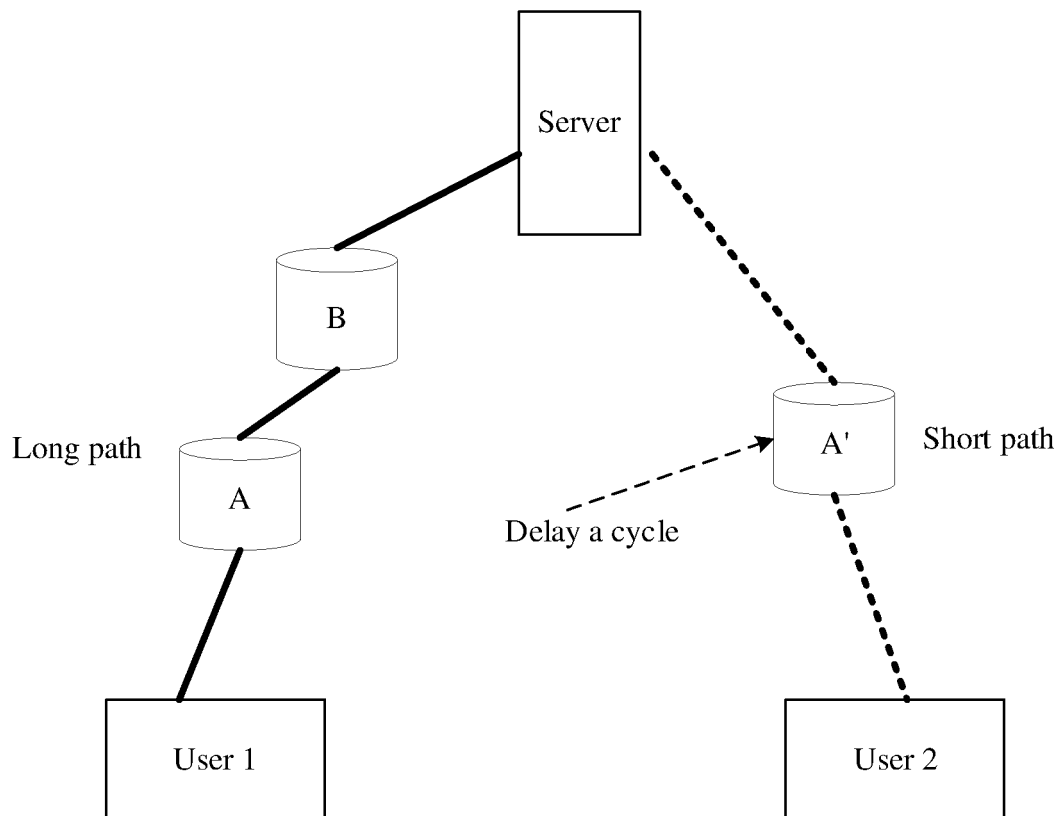 Server
B
Long path
A
A'
Short path
Delay a cycle
User 1
User 2